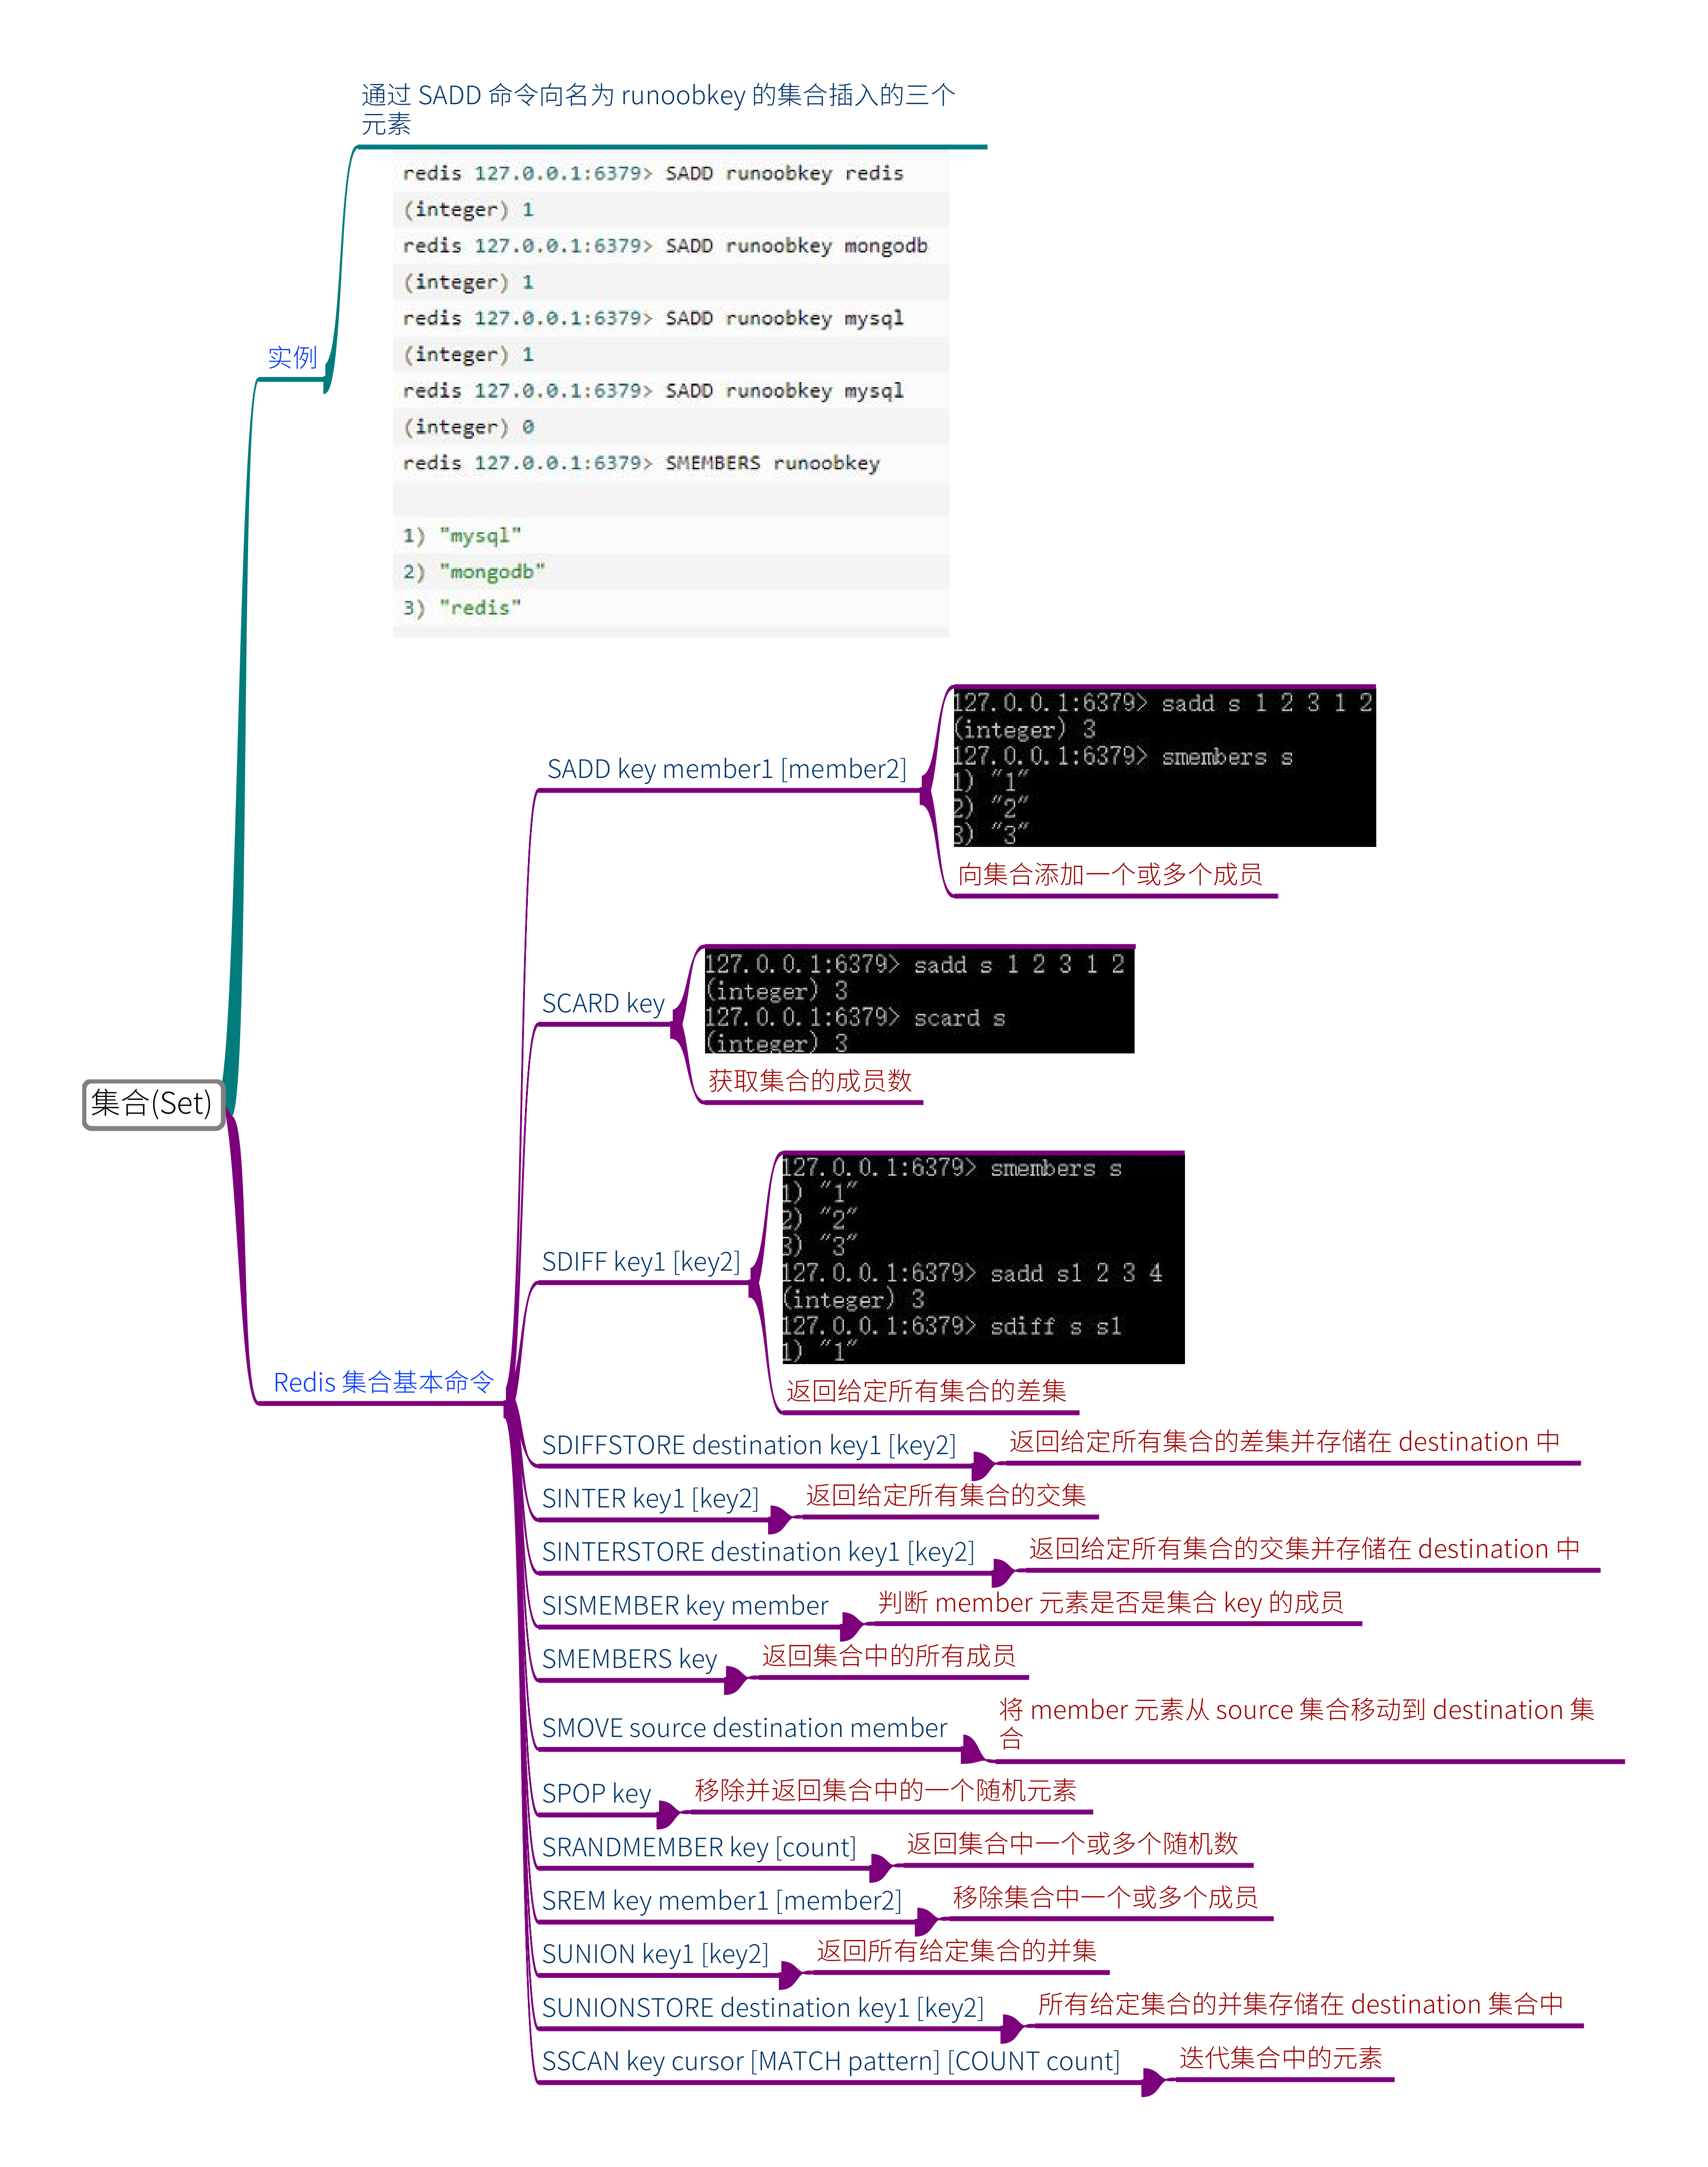 通过 SADD 命令向名为 runoobkey 的集合插入的三个
元素
redis 127.0.0.1:6379> SADD runoobkey redis
(integer) 1
redis 127.0.0.1:6379> SADD runoobkey mongodb
(integer) 1
redis 127.0.0.1:6379> SADD runoobkey mysql
(integer) 1
redis 127.0.0.1:6379> SADD runoobkey mysql
(integer) 0
redis 127.0.0.1:6379> SMEMBERS runoobkey
1) "mysql"
2) "mongodb"
3) "redis"
实例
127.0.0.1:6379> sadd s 1 2 3 1 2
(integer) 3
127.0.0.1:6379> smembers s
1) "1"
2) "2"
3) "3"
SADD key member1 [member2]
向集合添加一个或多个成员
127.0.0.1:6379> sadd s 1 2 3 1 2
(integer) 3
127.0.0.1:6379> scard s
(integer) 3
SCARD key
获取集合的成员数
集合(Set)
127.0.0.1:6379> smembers s
1) "1"
2) "2"
3) "3"
127.0.0.1:6379> sadd s1 2 3 4
(integer) 3
127.0.0.1:6379> sdiff s s1
1) "1"
SDIFF key1 [key2]
返回给定所有集合的差集
Redis 集合基本命令
SDIFFSTORE destination key1 [key2]
返回给定所有集合的差集并存储在 destination 中
SINTER key1 [key2]
返回给定所有集合的交集
SINTERSTORE destination key1 [key2]
返回给定所有集合的交集并存储在 destination 中
SISMEMBER key member
判断 member 元素是否是集合 key 的成员
SMEMBERS key
返回集合中的所有成员
SMOVE source destination member
将 member 元素从 source 集合移动到 destination 集
合
SPOP key
移除并返回集合中的一个随机元素
SRANDMEMBER key [count]
返回集合中一个或多个随机数
SREM key member1 [member2]
移除集合中一个或多个成员
SUNION key1 [key2]
返回所有给定集合的并集
SUNIONSTORE destination key1 [key2]
所有给定集合的并集存储在 destination 集合中
SSCAN key cursor [MATCH pattern] [COUNT count]
迭代集合中的元素